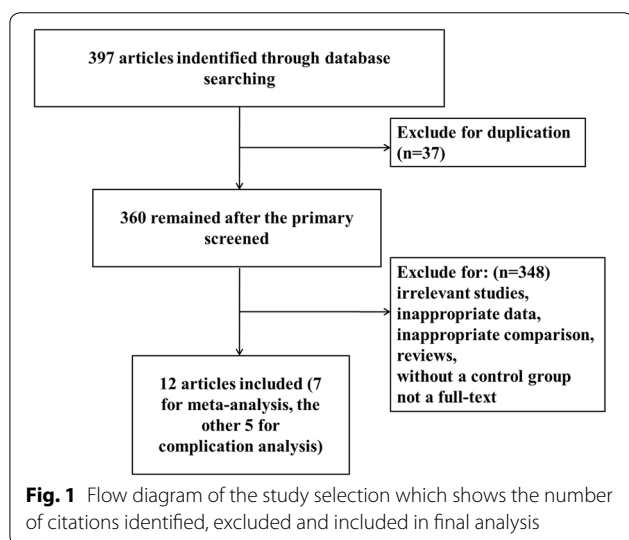 397 articles indentified through database
searching
Exclude for duplication
(n=37)
360 remained after the primary
screened
Exclude for: (n=348)
irrelevant studies,
inappropriate data,
inappropriate comparison,
reviews,
without a control group
not a full-text
12 articles included (7
for meta-analysis, the
other 5 for
complication analysis)
Fig. 1 Flow diagram of the study selection which shows the number
of citations identified, excluded and included in final analysis